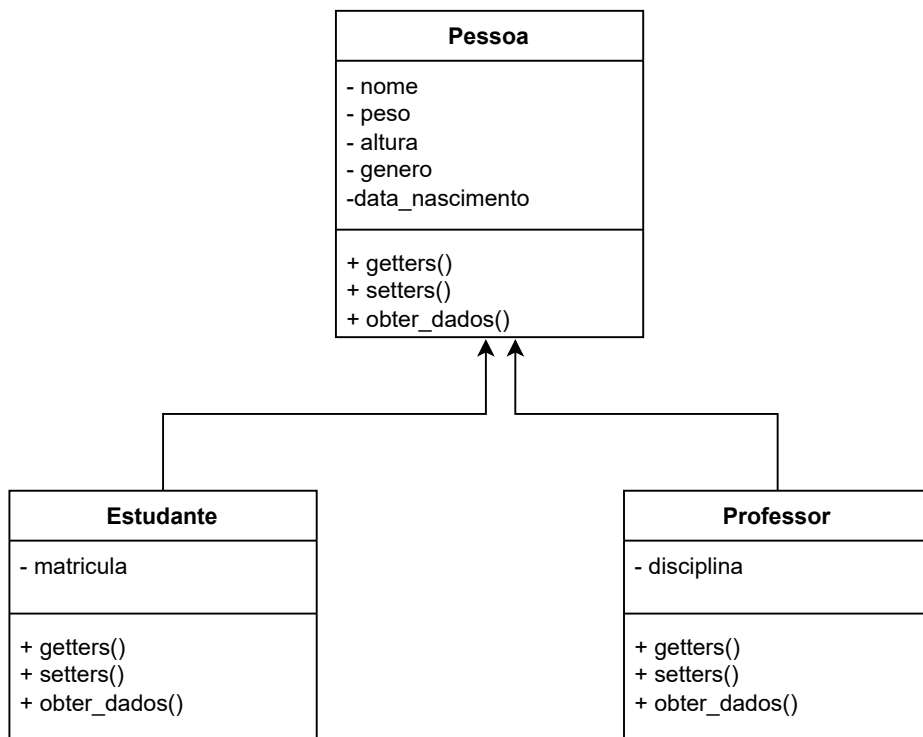 Pessoa
- nome
- peso
- altura
- genero
-data_nascimento
+ getters()
+ setters()
+ obter_dados()
Estudante
- matricula
+ getters()
+ setters()
+ obter_dados()
Professor
- disciplina
+ getters()
+ setters()
+ obter_dados()